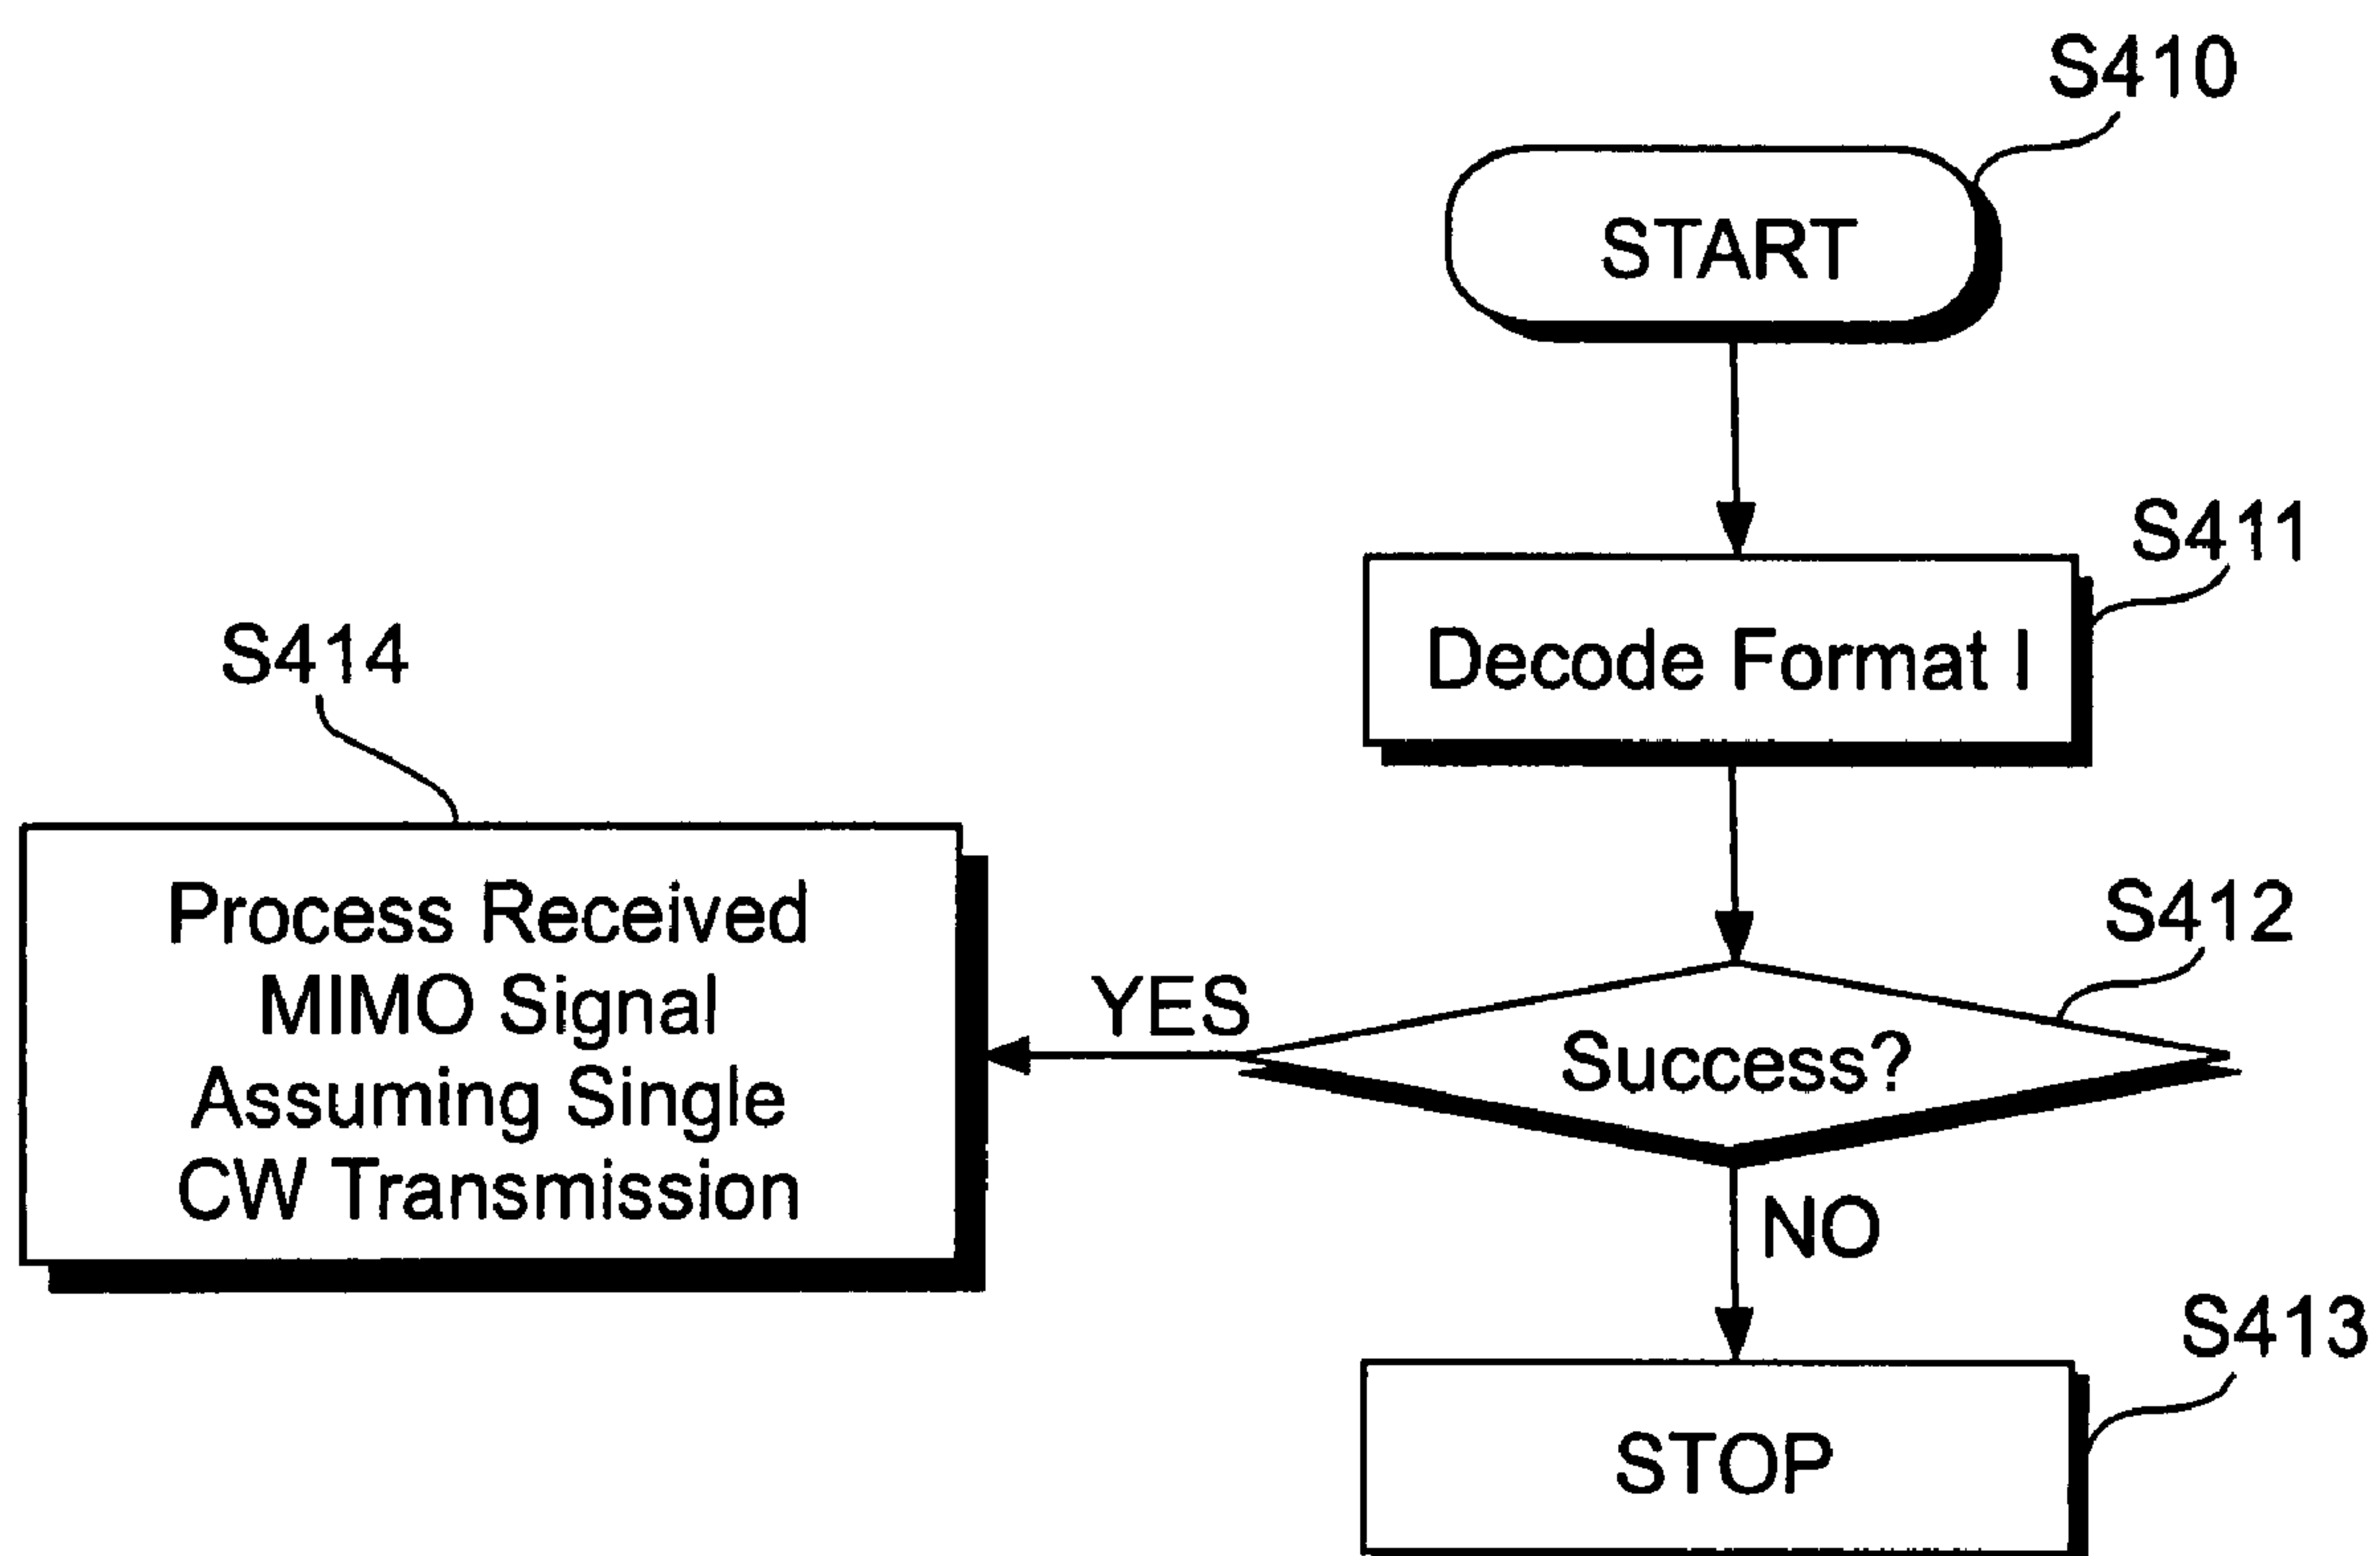 S410
START
S411
Decode Format I
S414
S412
Process Received
MIMO Signal
Assuming Single
CW Transmission
YES
Success?
NO
S413
STOP